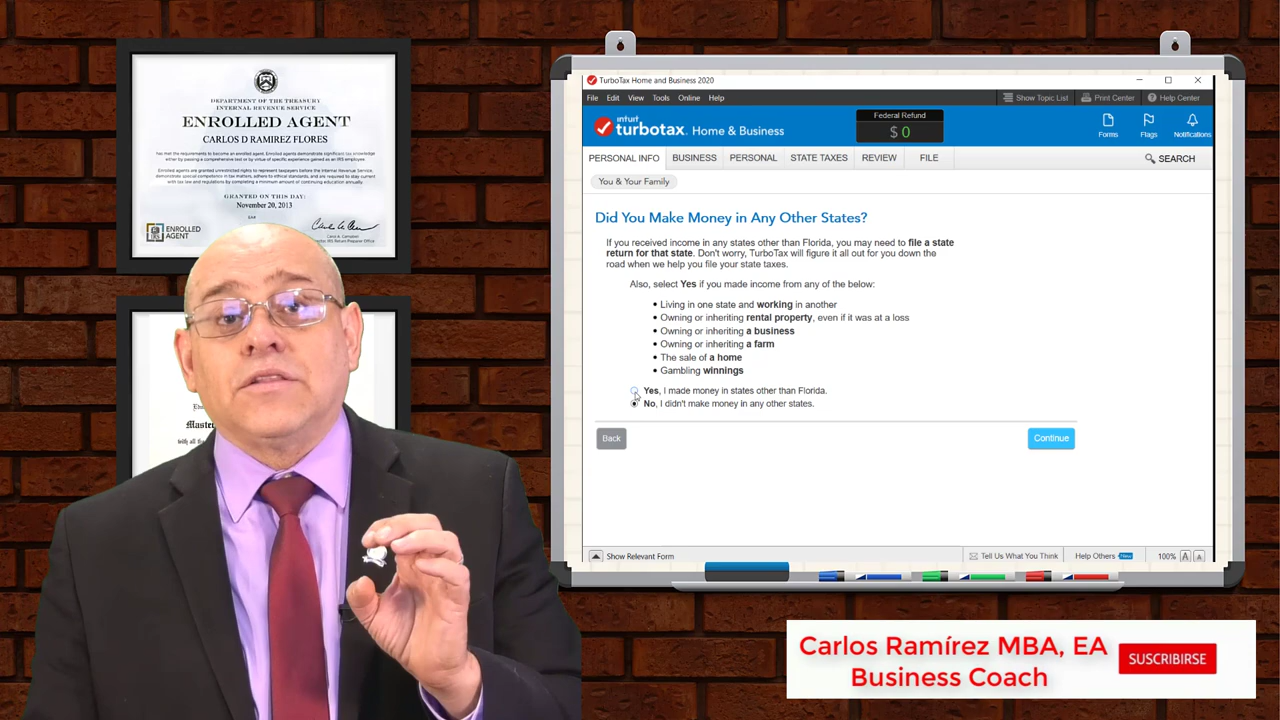 DEPARTMENT OF THE TREASURY
INTERNAL REVENUE SERVICE
ENROLLED AGENT
CARLOS D RAMIREZ FLORES
GRANTED ON THIS DAY:
November 20, 2013
IRS
ENROLLED
AGENT
Master
with all
TurboTax Home and Business 2020
File Edit View Tools Online Help
Show Topic List Print Center Help Center
intuit
turbotax Home & Business
Federal Refund
$ 0
Forms Flags Notifications
PERSONAL INFO BUSINESS PERSONAL STATE TAXES REVIEW FILE SEARCH
You & Your Family
Did You Make Money in Any Other States?
If you received income in any states other than Florida, you may need to file a state
return for that state. Don't worry, TurboTax will figure it all out for you down the
road when we help you file your state taxes.
Also, select Yes if you made income from any of the below:
• Living in one state and working in another
• Owning or inheriting rental property, even if it was at a loss
• Owning or inheriting a business
• Owning or inheriting a farm
• The sale of a home
• Gambling winnings
Yes, I made money in states other than Florida.
No, I didn't make money in any other states.
Back Continue
Show Relevant Form
Tell Us What You Think Help Others New 100% A A
Carlos Ramírez MBA, EA
Business Coach
SUSCRIBIRSE